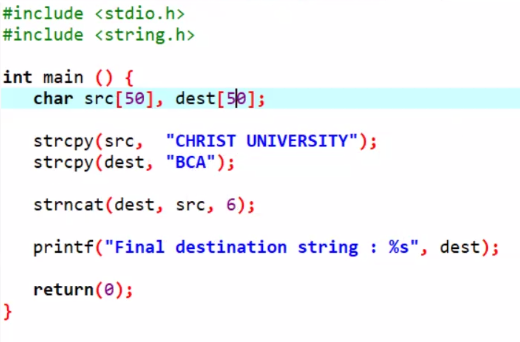 #include <stdio.h>
#include <string.h>
int main () {
char src[50], dest[50];
strcpy(src,  "CHRIST UNIVERSITY");
strcpy(dest, "BCA");
strncat(dest, src, 6);
printf("Final destination string : %s", dest);
return(0);
}